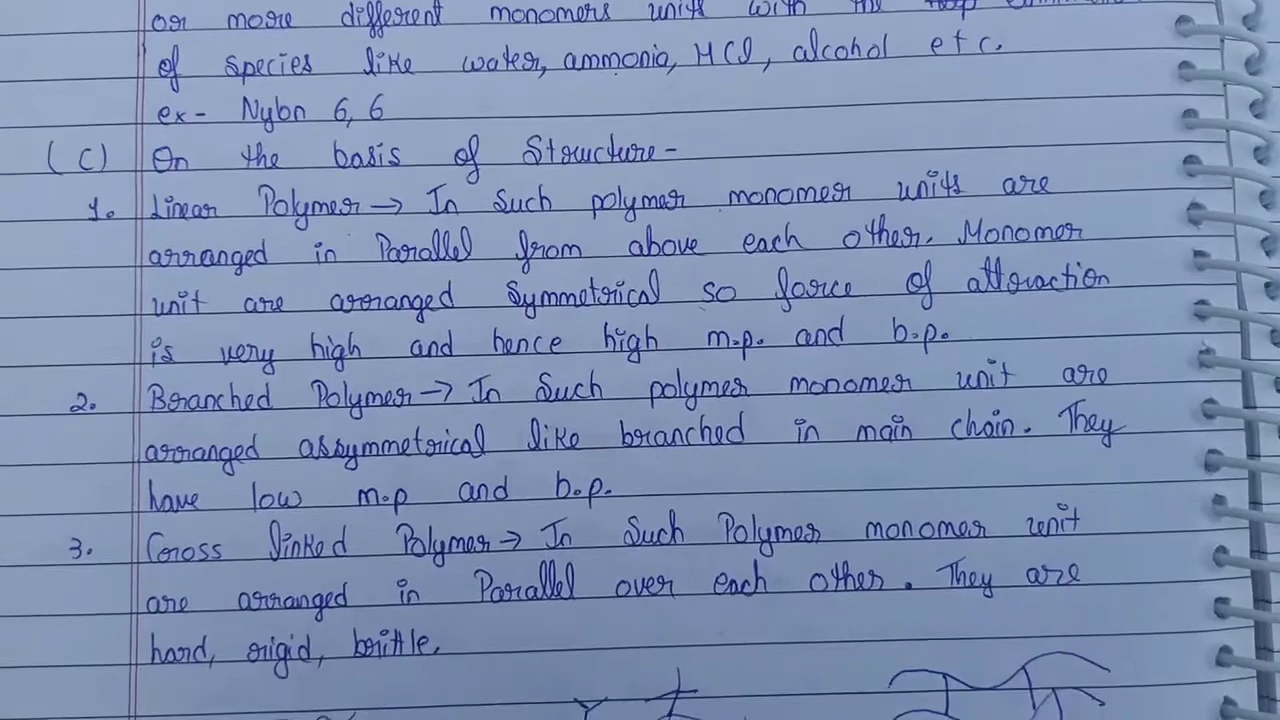 or more different monomers units with the
of species like water, ammonia, HCl, alcohol etc.
ex- Nylon 6, 6
(C) On the basis of Structure-
1. Linear Polymer → In Such polymer monomer units are
arranged in Parallel from above each other. Monomer
unit are arranged Symmetrical so force of attraction
is very high and hence high m.p. and b.p.
2. Branched Polymer → In Such polymer monomer unit are
arranged assymmetrical like branched in main chain. They
have low m.p and b.p.
3. Cross linked Polymer → In Such Polymer monomer unit
are arranged in Parallel over each other. They are
hard, rigid, brittle.